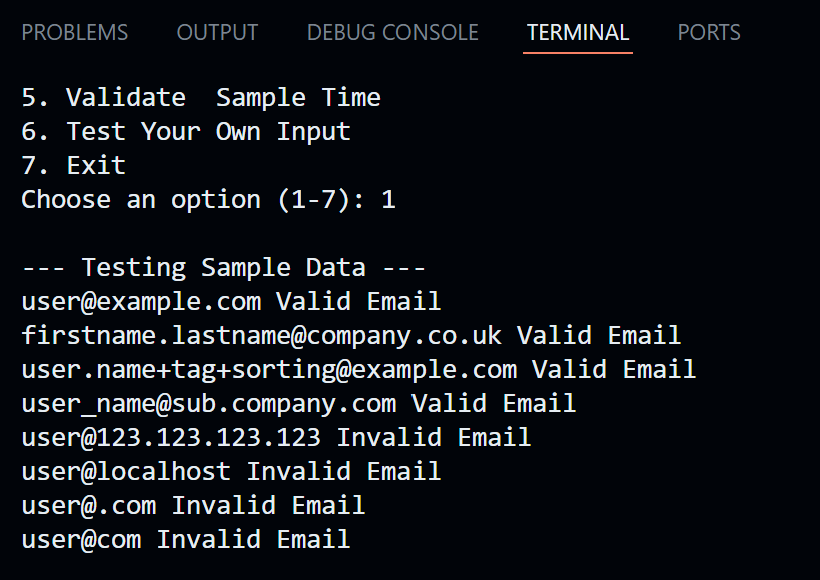 PROBLEMS OUTPUT DEBUG CONSOLE TERMINAL PORTS
5. Validate  Sample Time
6. Test Your Own Input
7. Exit
Choose an option (1-7): 1
--- Testing Sample Data ---
user@example.com Valid Email
firstname.lastname@company.co.uk Valid Email
user.name+tag+sorting@example.com Valid Email
user_name@sub.company.com Valid Email
user@123.123.123.123 Invalid Email
user@localhost Invalid Email
user@.com Invalid Email
user@com Invalid Email